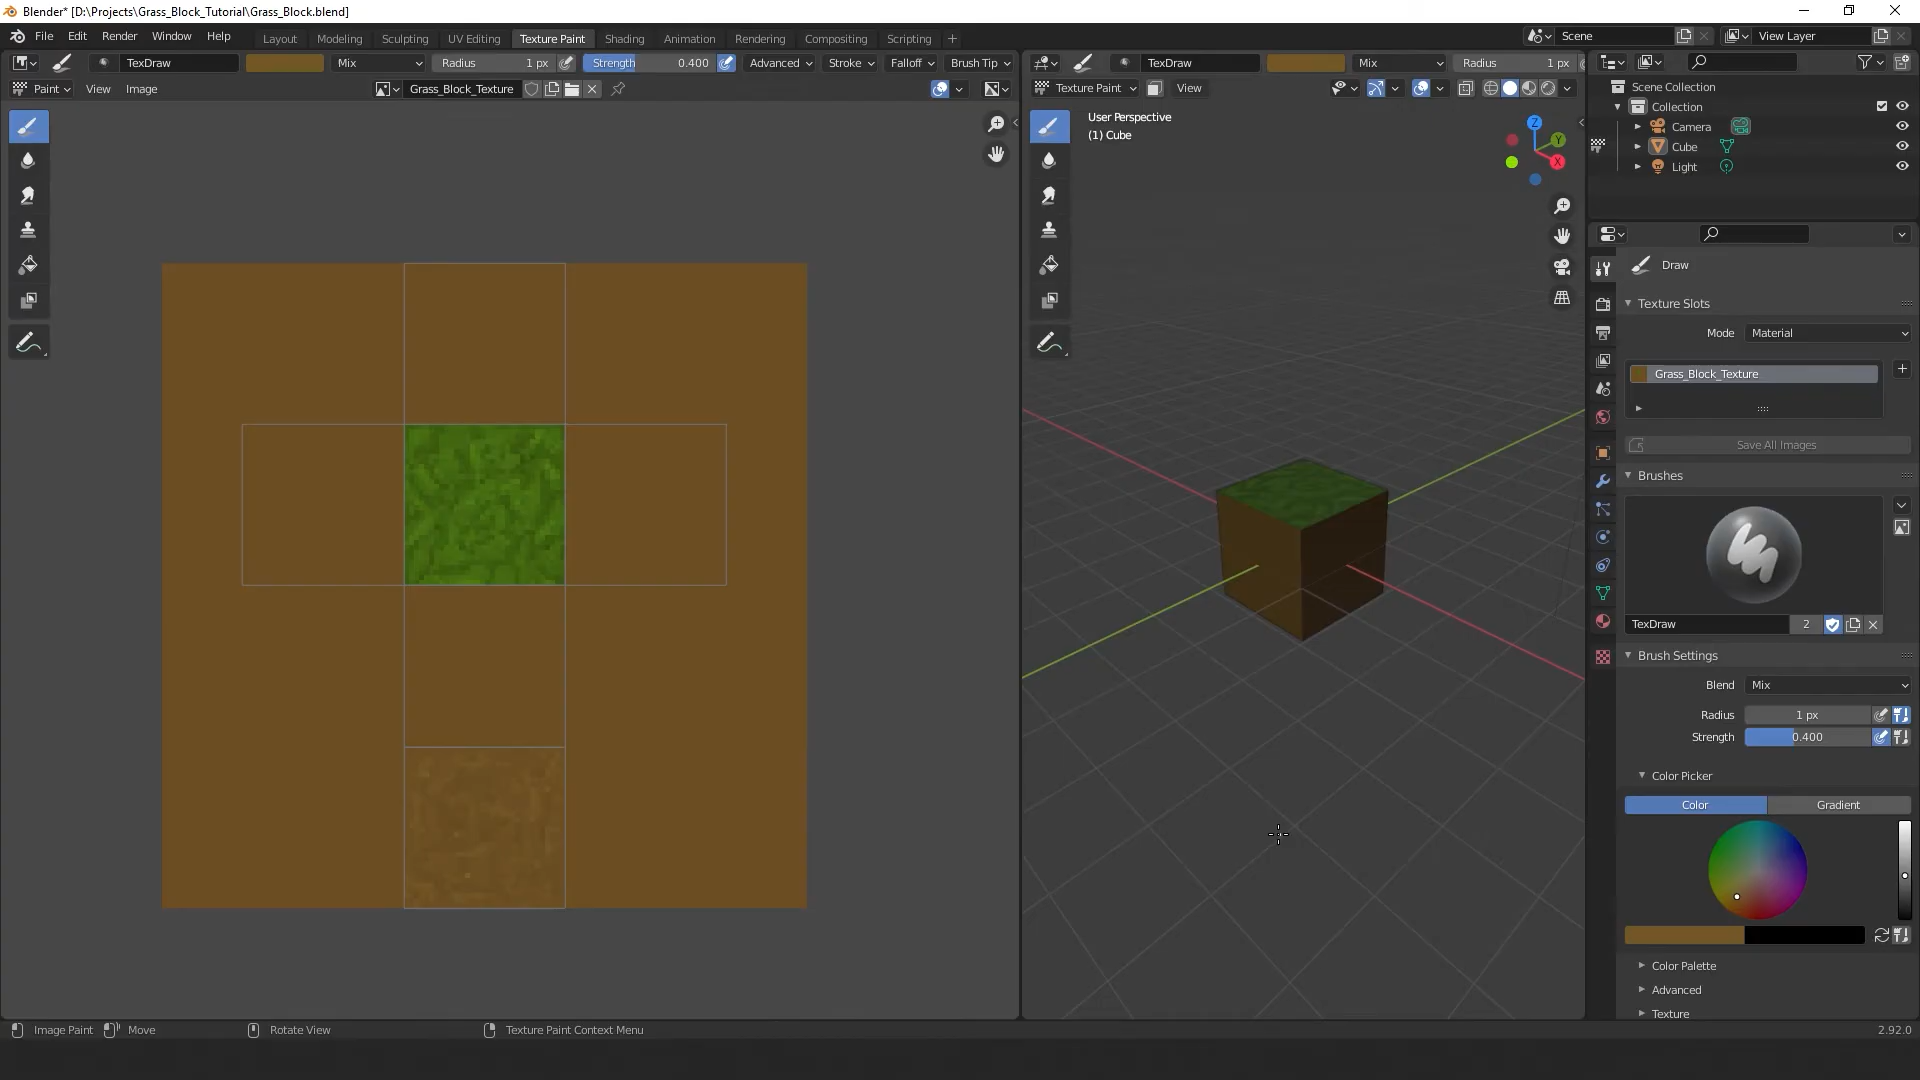 Blender* [D:\Projects\Grass_Block_Tutorial\Grass_Block.blend]
File Edit Render Window Help
Layout Modeling Sculpting UV Editing Texture Paint Shading Animation Rendering Compositing Scripting +
Scene
View Layer
TexDraw Mix Radius 1 px Strength 0.400 Advanced Stroke Falloff Brush Tip
TexDraw Mix Radius 1 px
Paint View Image Grass_Block_Texture
Texture Paint View
User Perspective
(1) Cube
Z
Y
X
Scene Collection
Collection
Camera
Cube
Light
Draw
Texture Slots
Mode Material
Grass_Block_Texture
Save All Images
Brushes
TexDraw 2
Brush Settings
Blend Mix
Radius 1 px
Strength 0.400
Color Picker
Color Gradient
Color Palette
Advanced
Texture
Image Paint Move Rotate View Texture Paint Context Menu 2.92.0